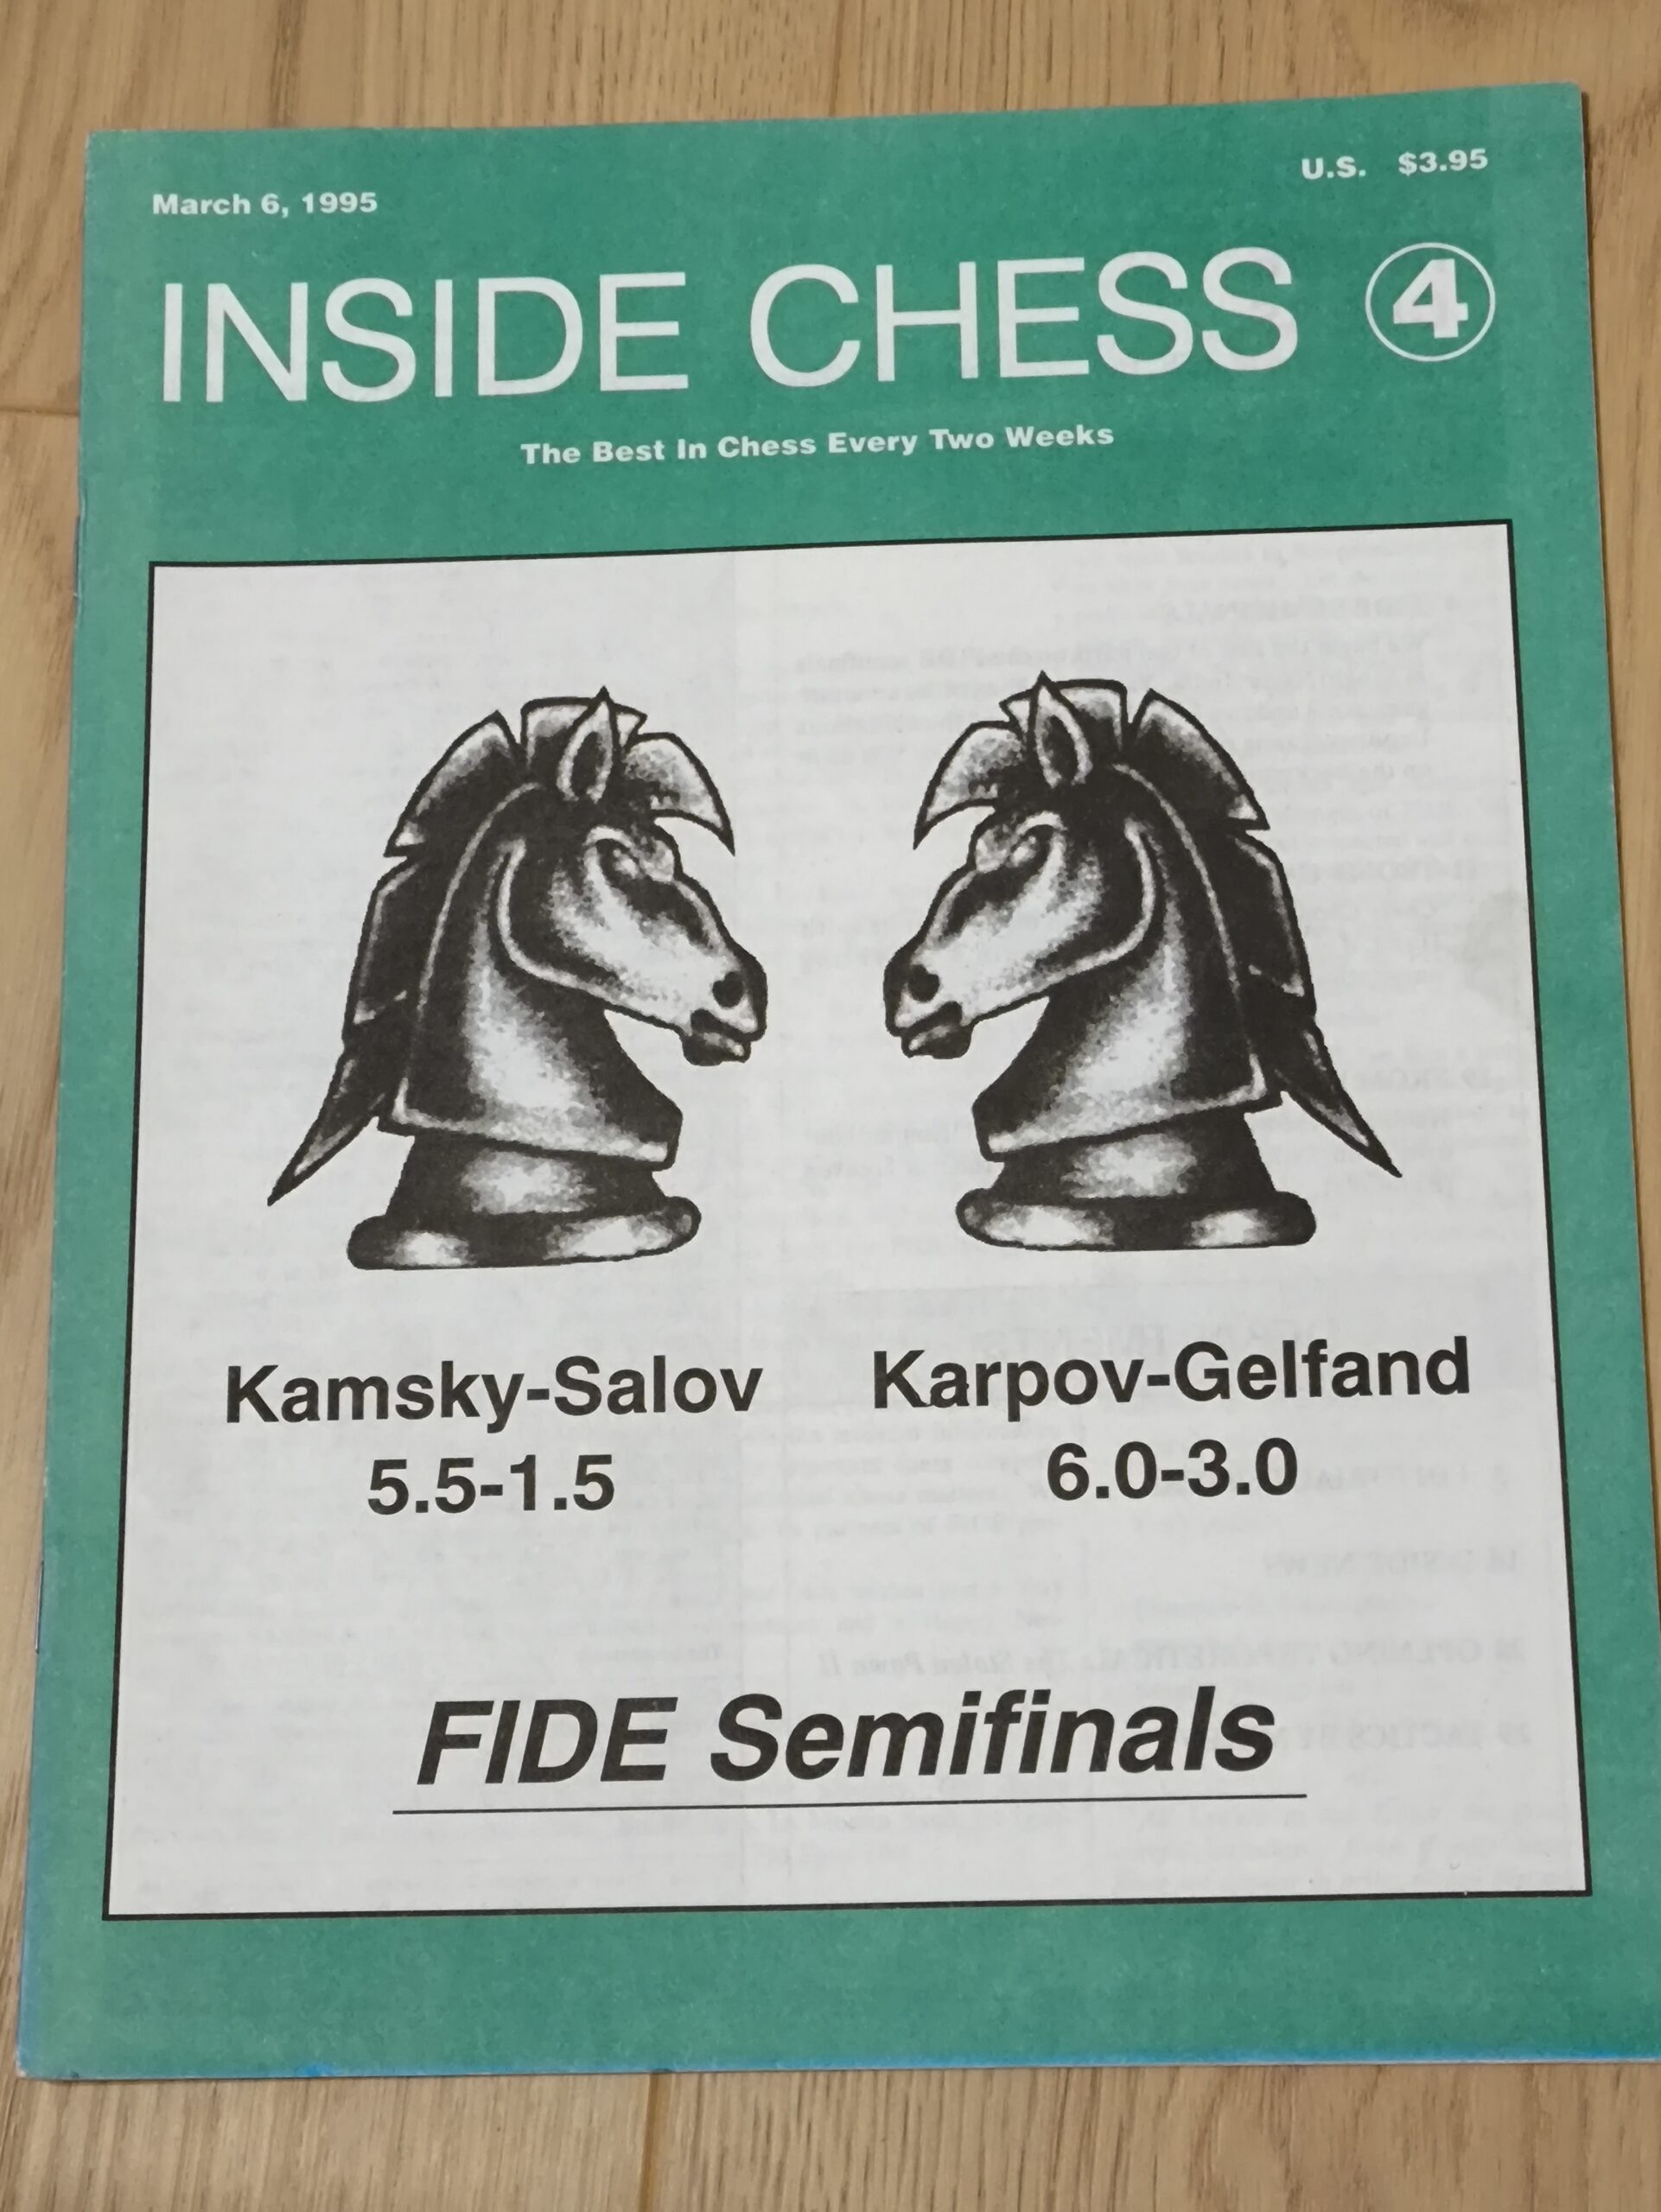 March 6, 1995
U.S. $3.95
INSIDE CHESS 4
The Best In Chess Every Two Weeks
Kamsky-Salov
5.5-1.5
Karpov-Gelfand
6.0-3.0
FIDE Semifinals